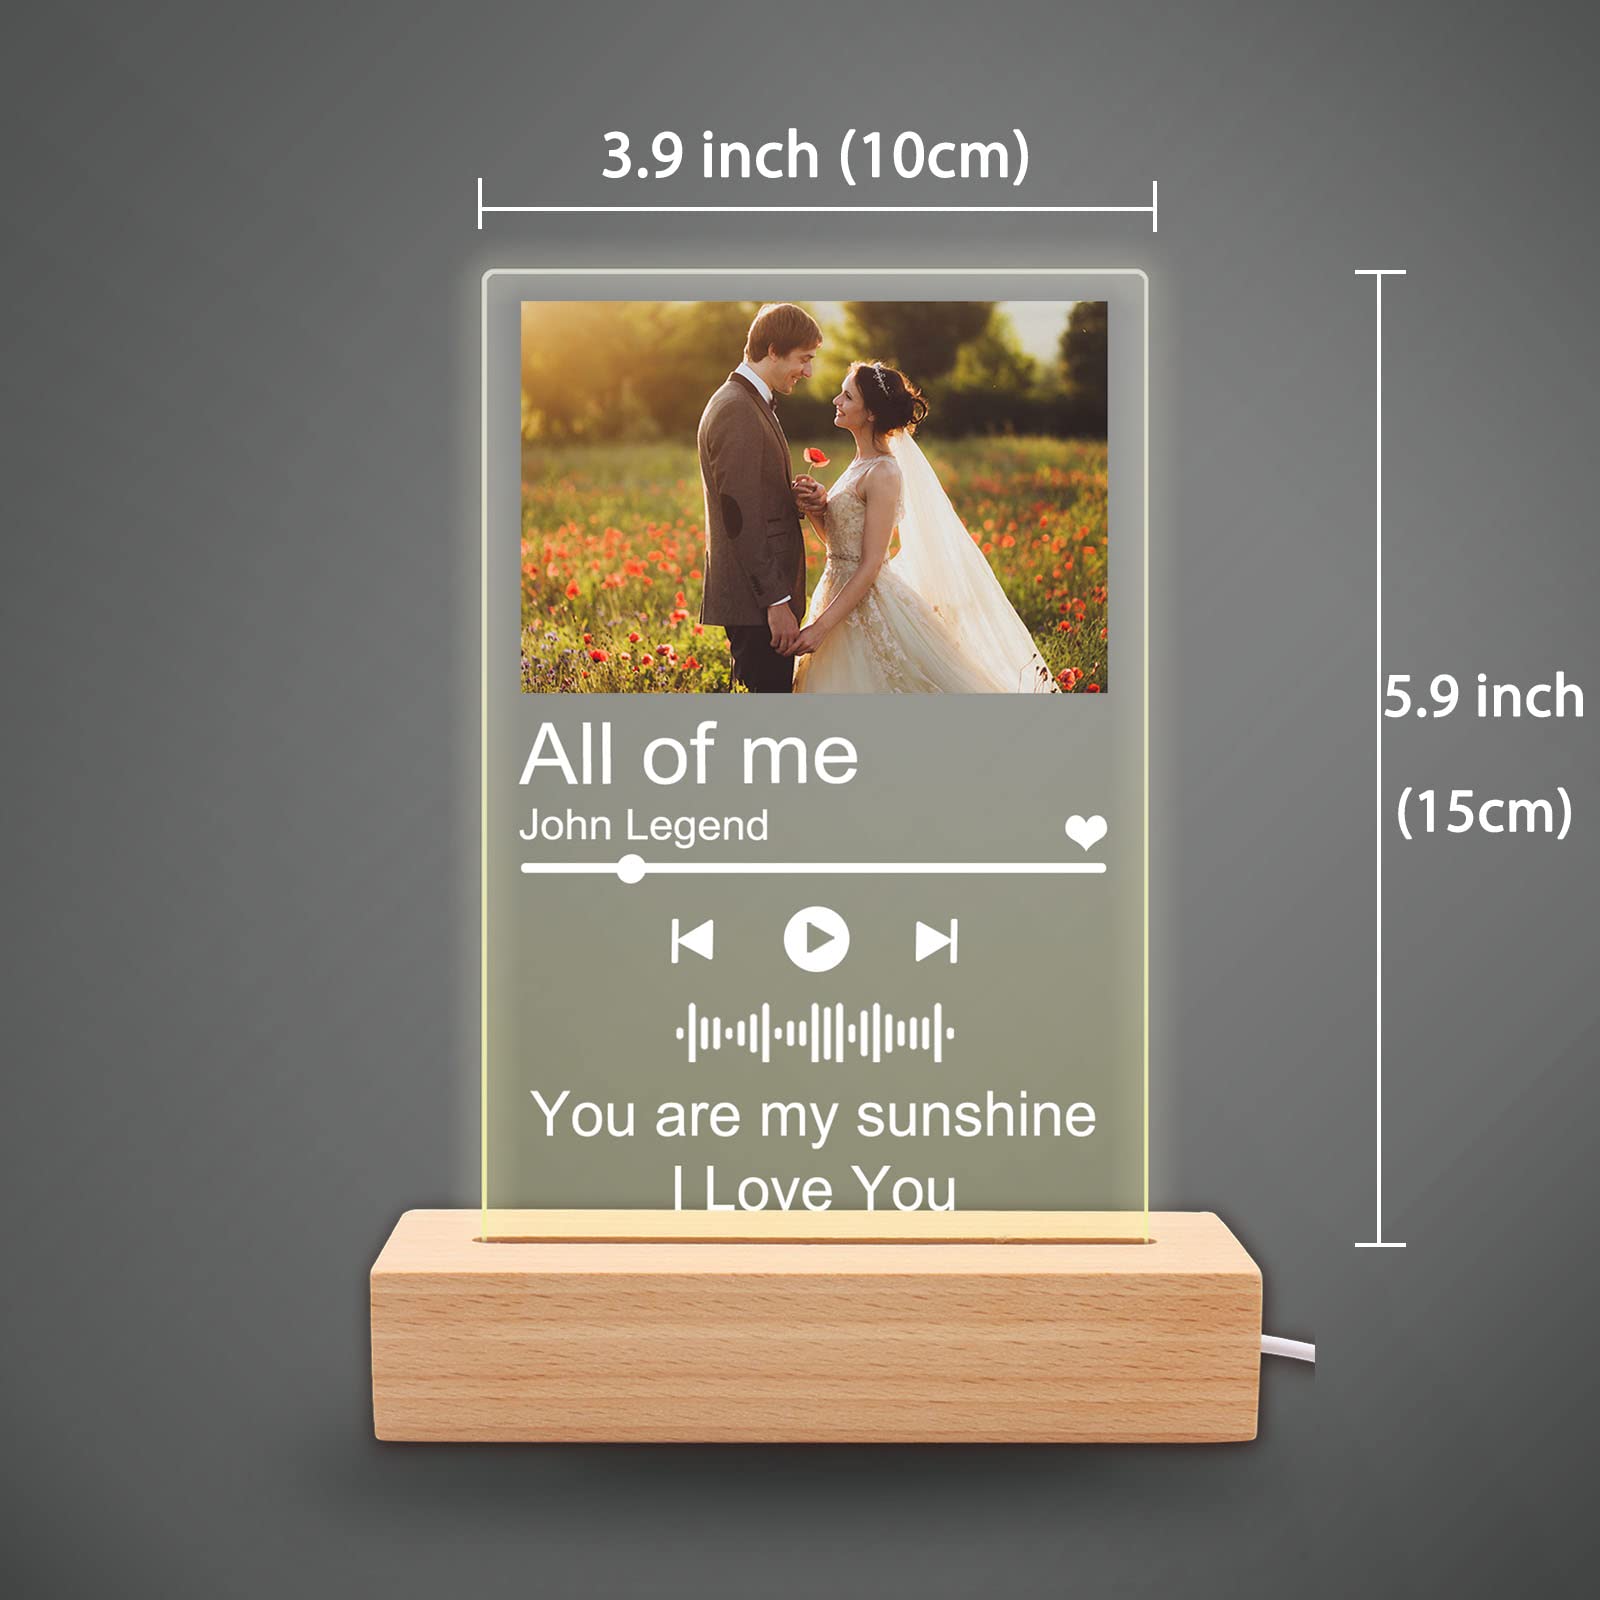 3.9 inch (10cm)
5.9 inch
(15cm)
All of me
John Legend
You are my sunshine
I Love You